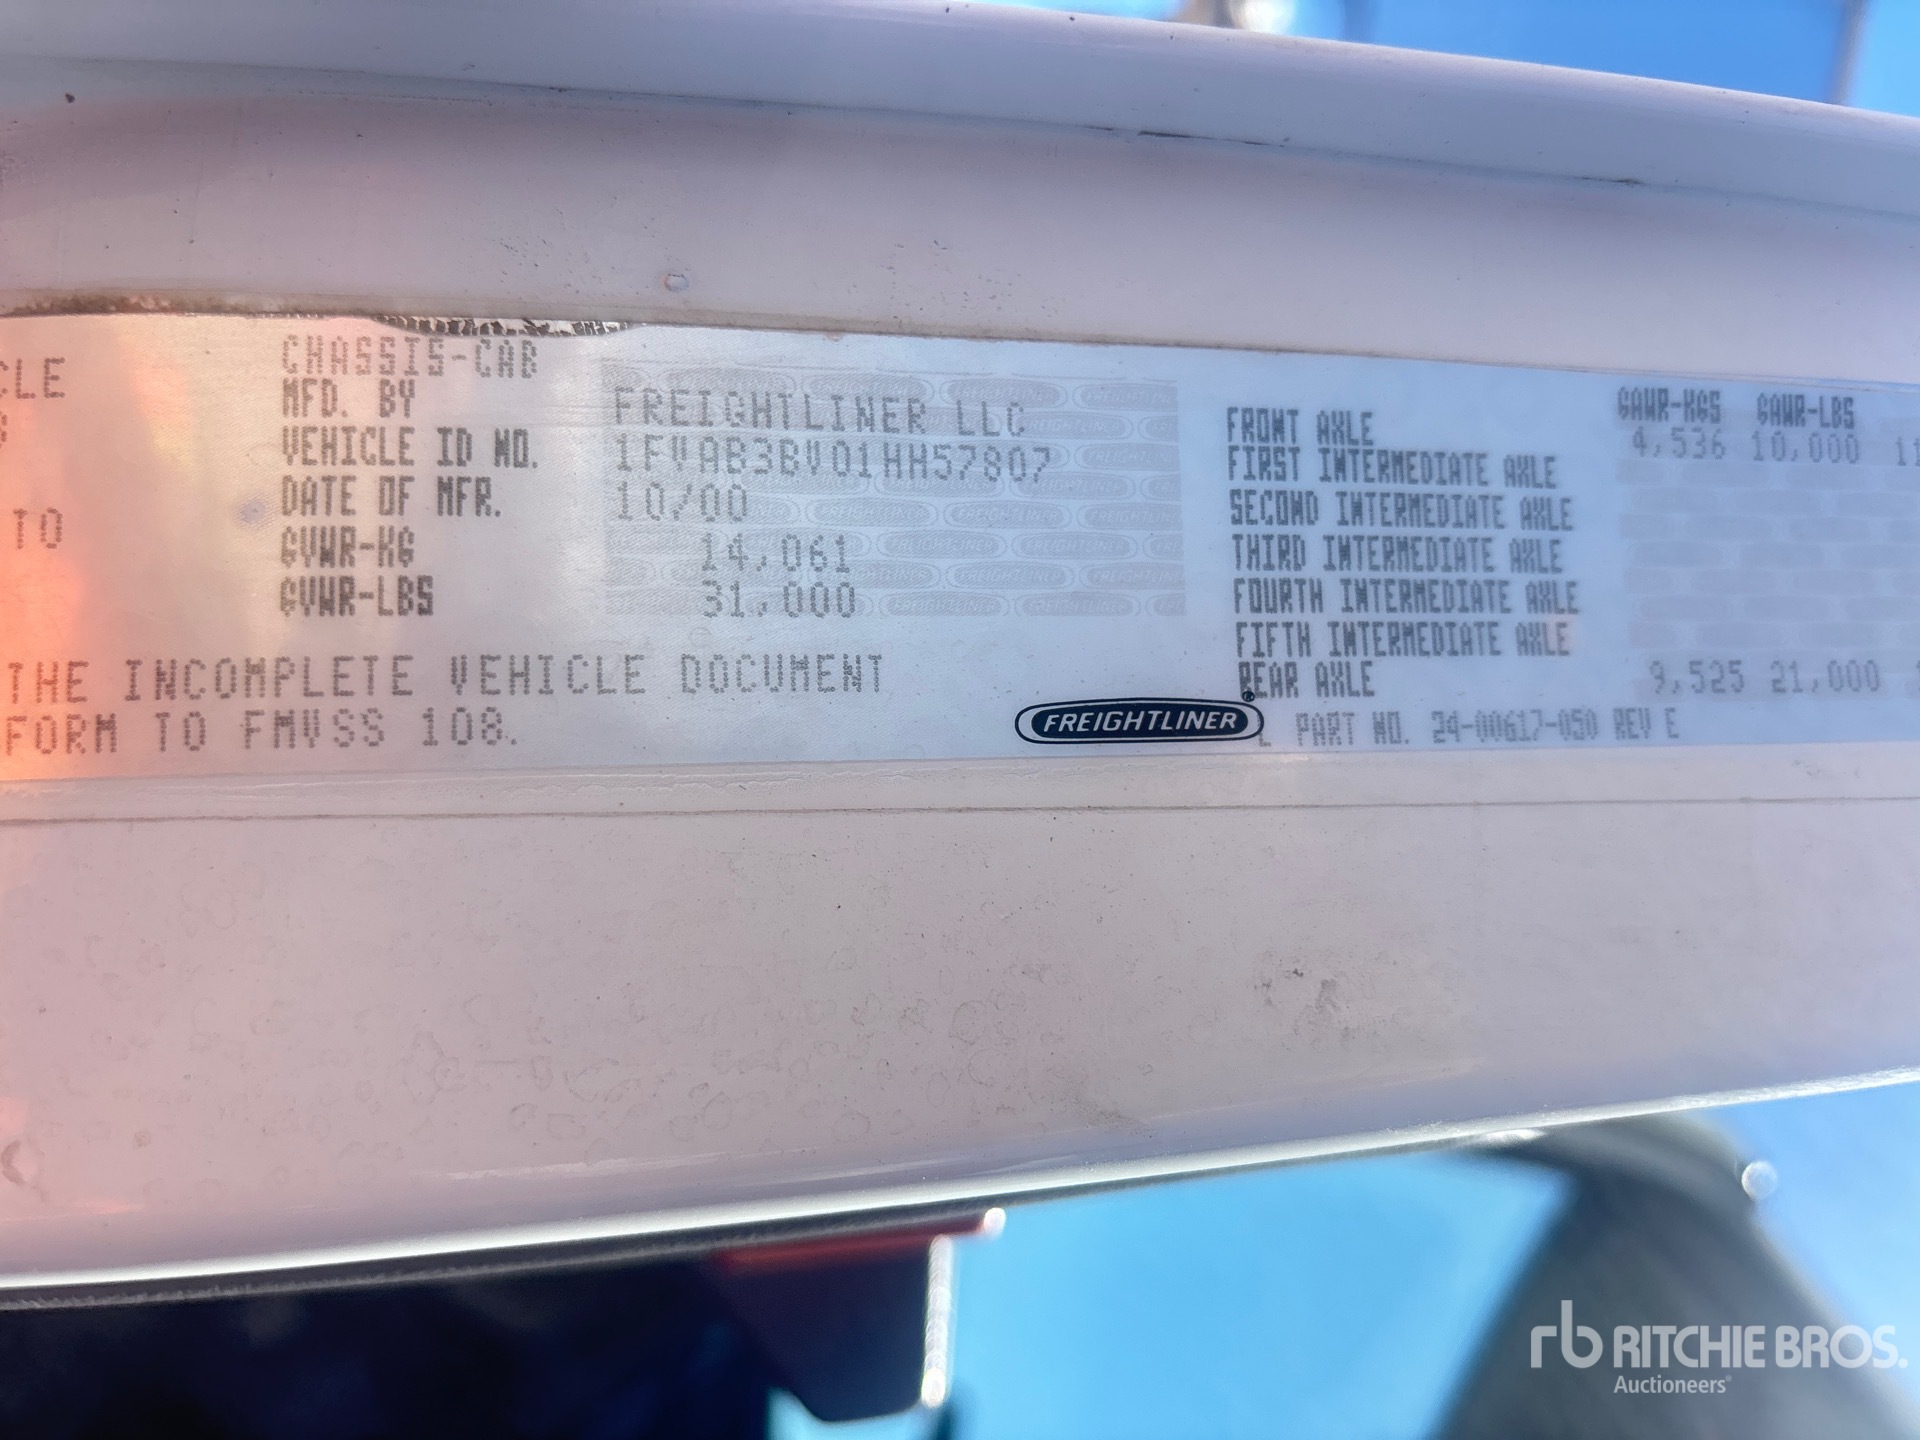 CLE
TO
CHASSIS-CAB
MFD. BY FREIGHTLINER LLC
VEHICLE ID NO. 1FVAB3BV01HH57807
DATE OF MFR. 10/00
GVWR-KG 14,061
GVWR-LBS 31,000
THE INCOMPLETE VEHICLE DOCUMENT
FORM TO FMVSS 108.
FREIGHTLINER®
GAWR-KGS GAWR-LBS
FRONT AXLE 4,536 10,000 11
FIRST INTERMEDIATE AXLE
SECOND INTERMEDIATE AXLE
THIRD INTERMEDIATE AXLE
FOURTH INTERMEDIATE AXLE
FIFTH INTERMEDIATE AXLE
REAR AXLE 9,525 21,000
PART NO. 24-00617-050 REV E
rb RITCHIE BROS.
Auctioneers